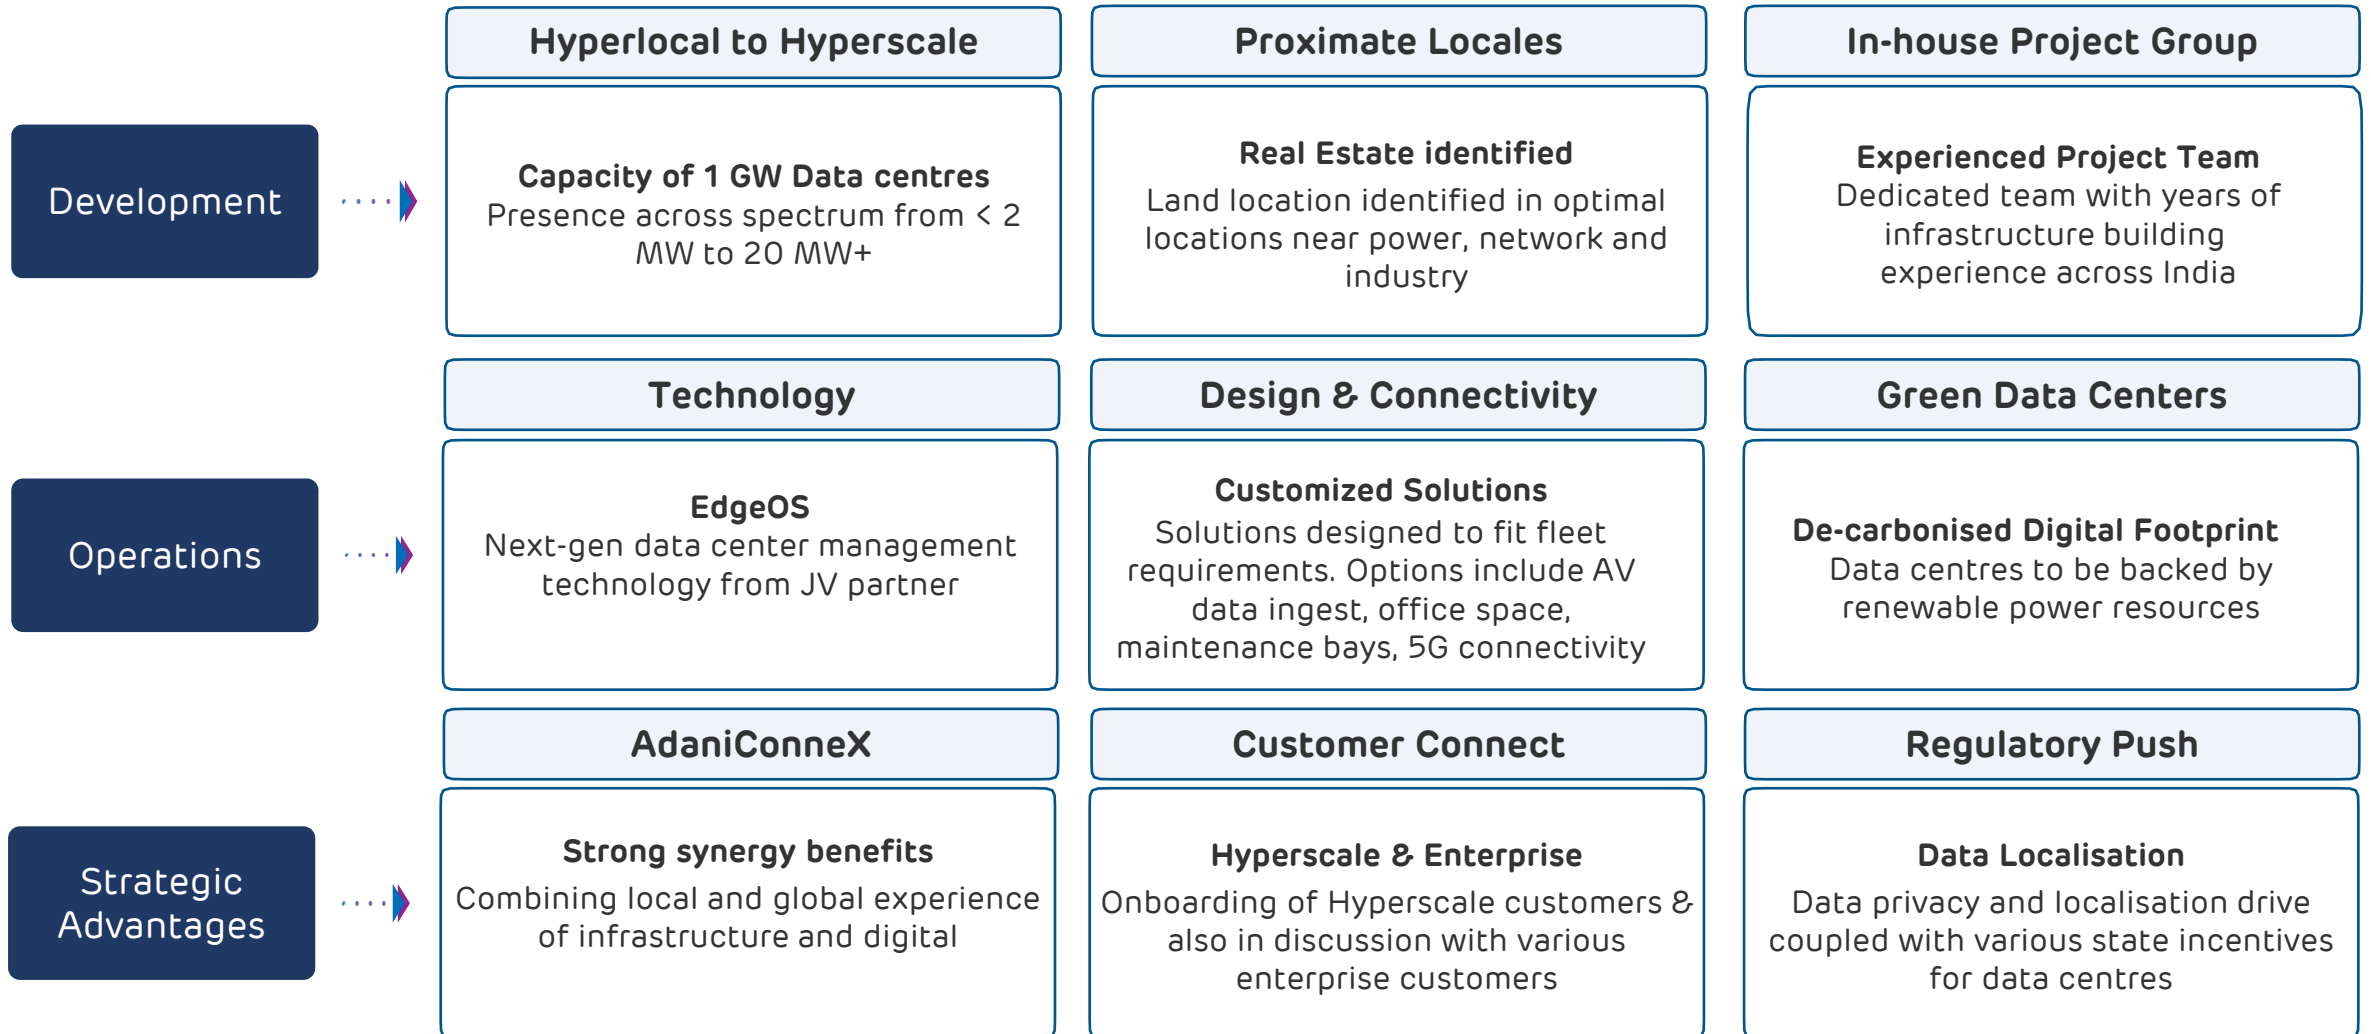 Hyperlocal to Hyperscale
Proximate Locales
In-house Project Group
Development
Capacity of 1 GW Data centres
Presence across spectrum from < 2
MW to 20 MW+
Real Estate identified
Land location identified in optimal
locations near power, network and
industry
Experienced Project Team
Dedicated team with years of
infrastructure building
experience across India
Technology
Design & Connectivity
Green Data Centers
Operations
EdgeOS
Next-gen data center management
technology from JV partner
Customized Solutions
Solutions designed to fit fleet
requirements. Options include AV
data ingest, office space,
maintenance bays, 5G connectivity
De-carbonised Digital Footprint
Data centres to be backed by
renewable power resources
AdaniConneX
Customer Connect
Regulatory Push
Strategic
Advantages
Strong synergy benefits
Combining local and global experience
of infrastructure and digital
Hyperscale & Enterprise
Onboarding of Hyperscale customers &
also in discussion with various
enterprise customers
Data Localisation
Data privacy and localisation drive
coupled with various state incentives
for data centres